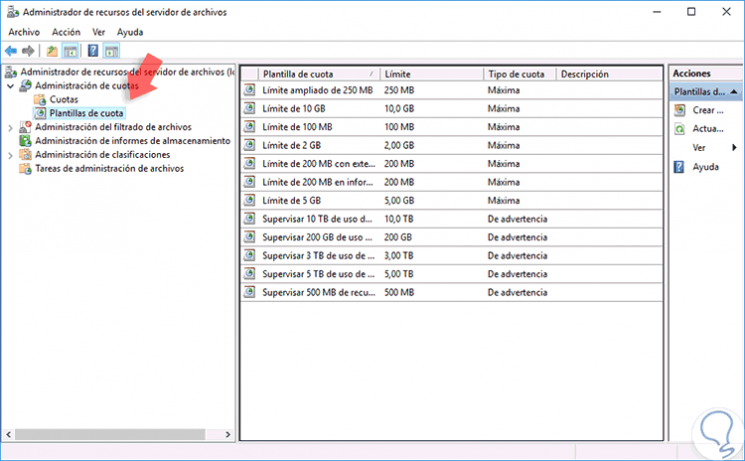 Administrador de recursos del servidor de archivos
Archivo Acción Ver Ayuda
Administrador de recursos del servidor de archivos (lo
Administración de cuotas
Cuotas
Plantillas de cuota
Administración del filtrado de archivos
Administración de informes de almacenamiento
Administración de clasificaciones
Tareas de administración de archivos
Plantilla de cuota Límite Tipo de cuota Descripción
Límite ampliado de 250 MB 250 MB Máxima
Límite de 10 GB 10,0 GB Máxima
Límite de 100 MB 100 MB Máxima
Límite de 2 GB 2,00 GB Máxima
Límite de 200 MB con exte... 200 MB Máxima
Límite de 200 MB en infor... 200 MB Máxima
Límite de 5 GB 5,00 GB Máxima
Supervisar 10 TB de uso d... 10,0 TB De advertencia
Supervisar 200 GB de uso ... 200 GB De advertencia
Supervisar 3 TB de uso de ... 3,00 TB De advertencia
Supervisar 5 TB de uso de ... 5,00 TB De advertencia
Supervisar 500 MB de recu... 500 MB De advertencia
Acciones
Plantillas d...
Crear ...
Actua...
Ver
Ayuda